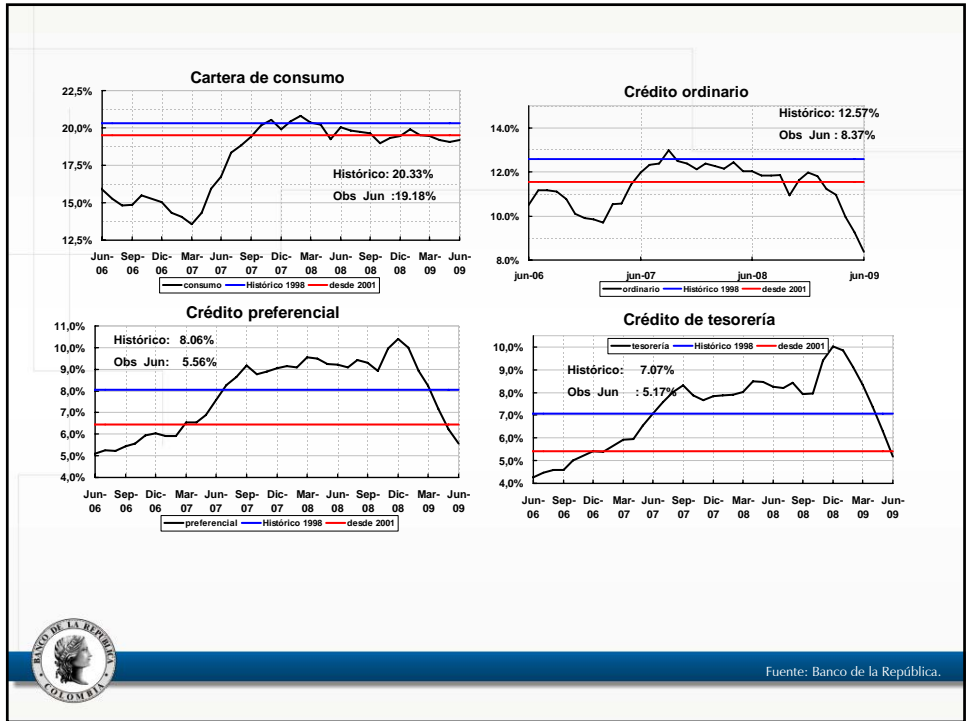 Cartera de consumo
22,5%
20,0%
17,5%
15,0%
12,5%
Histórico: 20.33%
Obs Jun :19.18%
Jun- Sep- Dic- Mar- Jun- Sep- Dic- Mar- Jun- Sep- Dic- Mar- Jun-
06 06 06 07 07 07 07 08 08 08 08 09 09
consumo Histórico 1998 desde 2001
Crédito ordinario
Histórico: 12.57%
Obs Jun : 8.37%
14.0%
12.0%
10.0%
8.0%
jun-06 jun-07 jun-08 jun-09
ordinario Histórico 1998 desde 2001
Crédito preferencial
11,0%
10,0%
9,0%
8,0%
7,0%
6,0%
5,0%
4,0%
Histórico: 8.06%
Obs Jun: 5.56%
Jun- Sep- Dic- Mar- Jun- Sep- Dic- Mar- Jun- Sep- Dic- Mar- Jun-
06 06 06 07 07 07 07 08 08 08 08 09 09
preferencial Histórico 1998 desde 2001
Crédito de tesorería
tesorería Histórico 1998 desde 2001
10,0%
9,0%
8,0%
7,0%
6,0%
5,0%
4,0%
Histórico: 7.07%
Obs Jun : 5.17%
Jun- Sep- Dic- Mar- Jun- Sep- Dic- Mar- Jun- Sep- Dic- Mar- Jun-
06 06 06 07 07 07 07 08 08 08 08 09 09
BANCO DE LA REPÚBLICA
COLOMBIA
Fuente: Banco de la República.